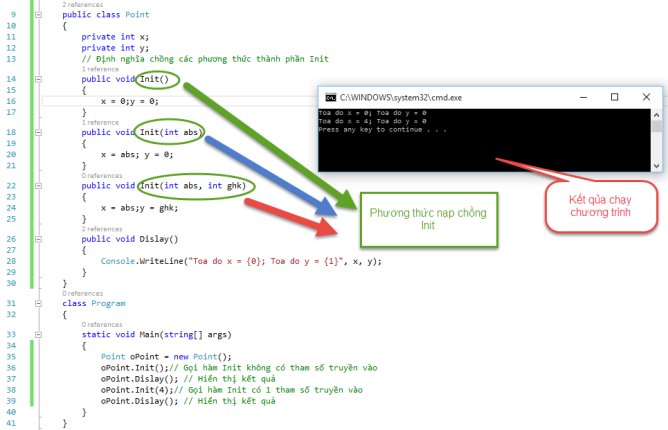 2 references
9 public class Point
10 {
11 private int x;
12 private int y;
13 // Định nghĩa chồng các phương thức thành phần Init
1 reference
14 public void Init()
15 {
16 x = 0;y = 0;
17 }
1 reference
18 public void Init(int abs)
19 {
20 x = abs; y = 0;
21 }
0 references
22 public void Init(int abs, int ghk)
23 {
24 x = abs;y = ghk;
25 }
2 references
26 public void Dislay()
27 {
28 Console.WriteLine("Toa do x = {0}; Toa do y = {1}", x, y);
29 }
30 }
0 references
31 class Program
32 {
0 references
33 static void Main(string[] args)
34 {
35 Point oPoint = new Point();
36 oPoint.Init();// Gọi hàm Init không có tham số truyền vào
37 oPoint.Dislay(); // Hiển thị kết quả
38 oPoint.Init(4);// Gọi hàm Init có 1 tham số truyền vào
39 oPoint.Dislay(); // Hiển thị kết quả
40 }
41 }
C:\WINDOWS\system32\cmd.exe
Toa do x = 0; Toa do y = 0
Toa do x = 4; Toa do y = 0
Press any key to continue . . .
Phương thức nạp chồng
Init
Kết qủa chạy
chương trình